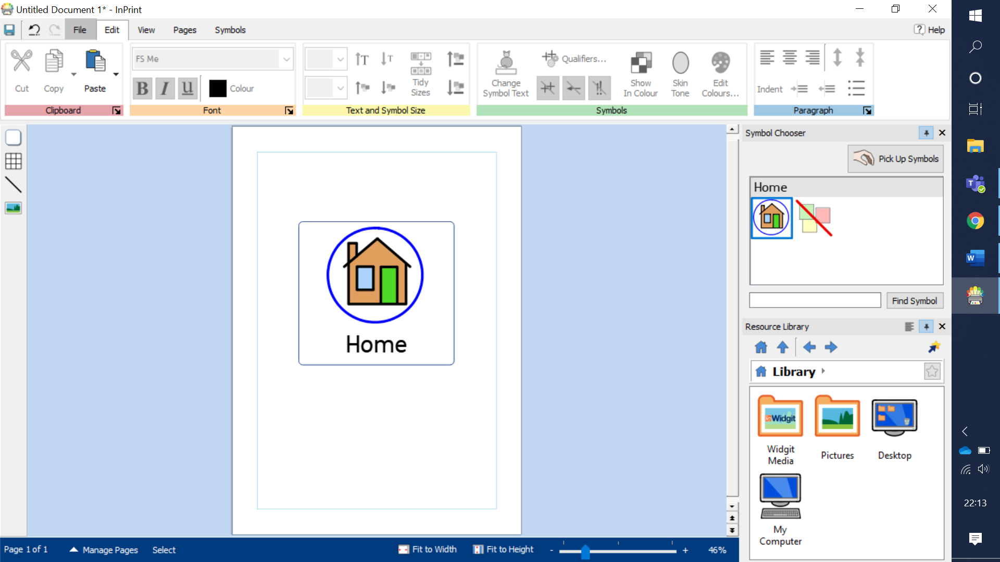 Untitled Document 1* - InPrint
File Edit View Pages Symbols
? Help
Cut Copy Paste
Clipboard
FS Me
B I U Colour
Font
T T
Tidy
Sizes
Text and Symbol Size
Change
Symbol Text
Qualifiers...
Show
In Colour
Skin
Tone
Edit
Colours...
Symbols
Indent
Paragraph
Home
Symbol Chooser
Pick Up Symbols
Home
Find Symbol
Resource Library
Library
Widgit
Widgit
Media
Pictures
Desktop
My
Computer
Page 1 of 1 Manage Pages Select
Fit to Width Fit to Height - + 46%
T
W
22:13